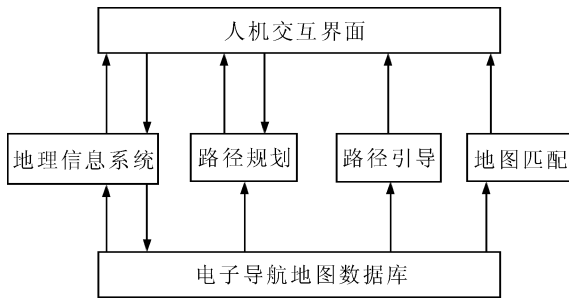 人机交互界面
地理信息系统
路径规划
路径引导
地图匹配
电子导航地图数据库